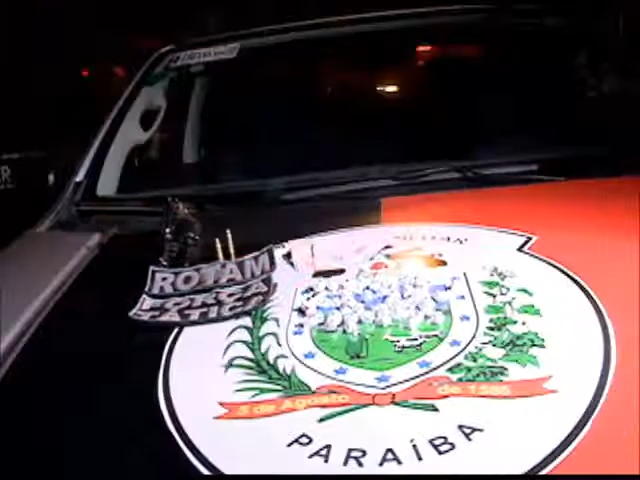 ROTAM
FORÇA
TÁTICA
5 de Agosto de 1585
PARAÍBA